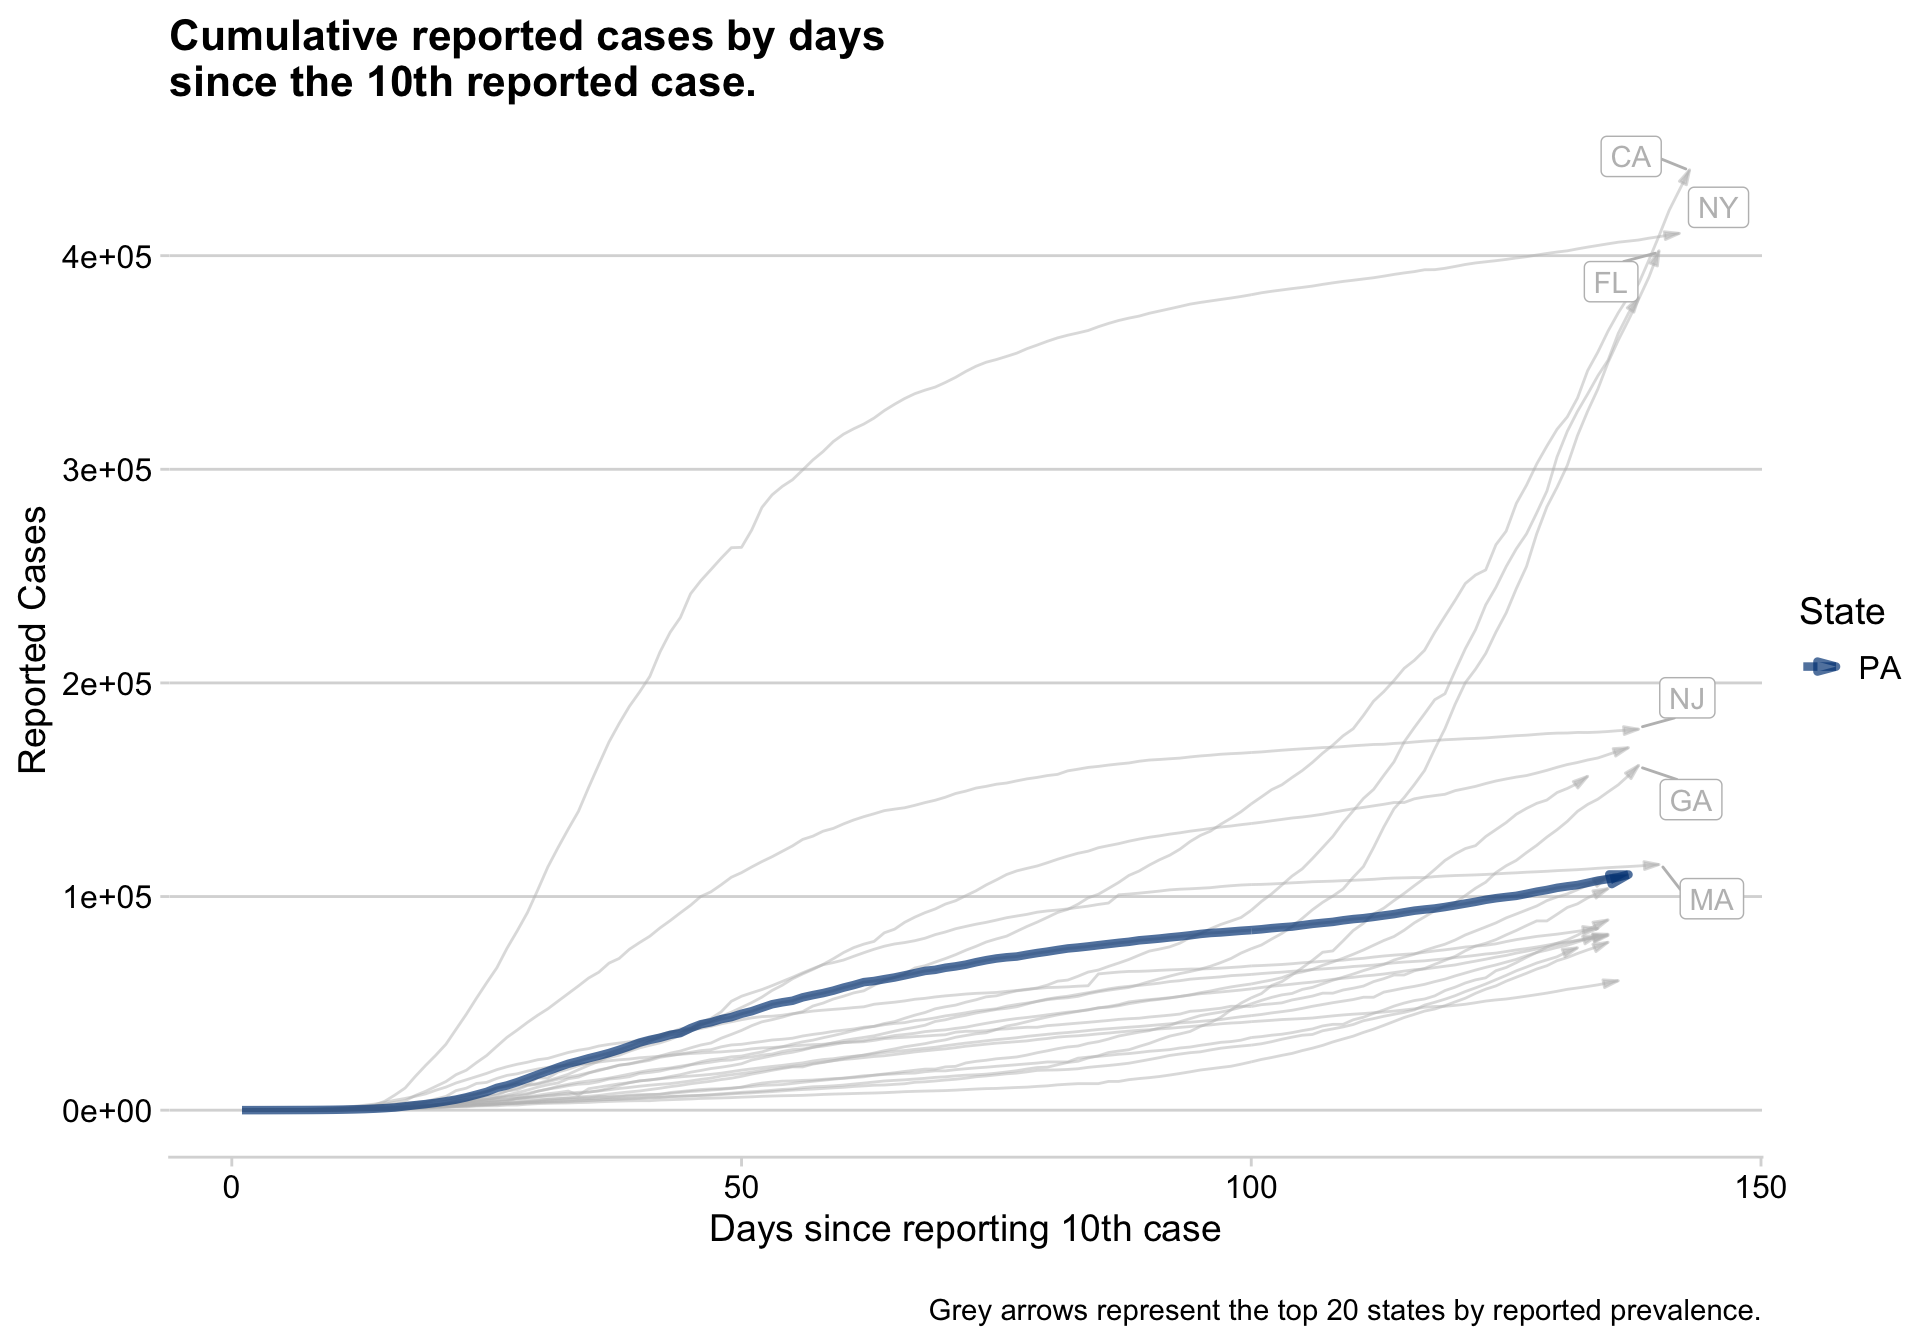 Cumulative reported cases by days
since the 10th reported case.
CA
NY
4e+05
FL
3e+05
Reported Cases
State
PA
2e+05
NJ
GA
1e+05
MA
0e+00
0
50
100
150
Days since reporting 10th case
Grey arrows represent the top 20 states by reported prevalence.